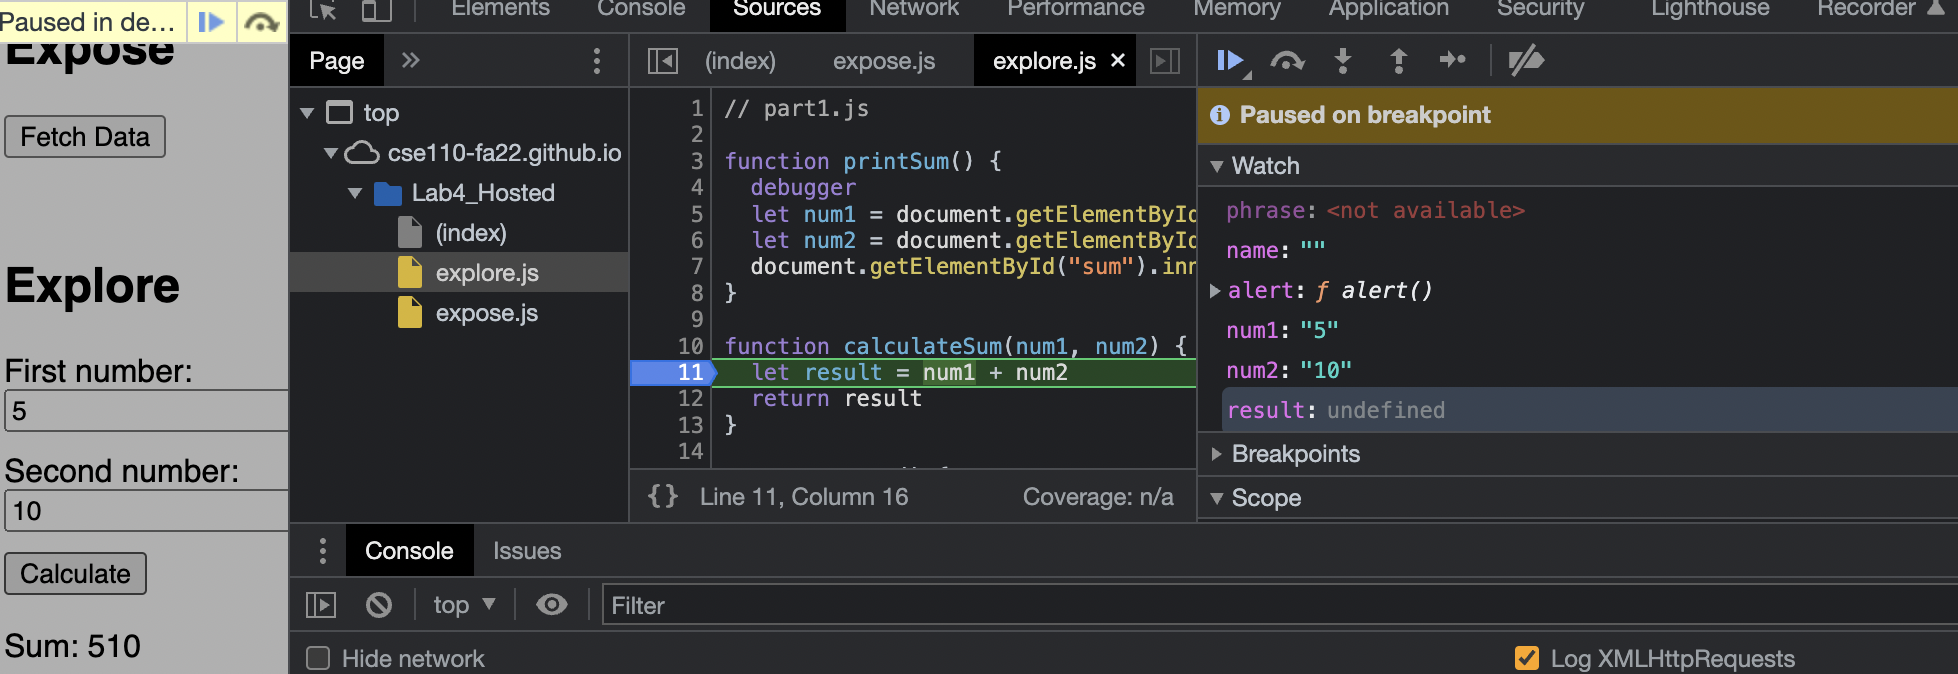 Paused in de...
Expose
Fetch Data
Explore
First number:
5
Second number:
10
Calculate
Sum: 510
Elements Console Sources Network Performance Memory Application Security Lighthouse Recorder
Page »
top
cse110-fa22.github.io
Lab4_Hosted
(index)
explore.js
expose.js
(index) expose.js explore.js ×
1 // part1.js
2
3 function printSum() {
4 debugger
5 let num1 = document.getElementById
6 let num2 = document.getElementById
7 document.getElementById("sum").inn
8 }
9
10 function calculateSum(num1, num2) {
11 let result = num1 + num2
12 return result
13 }
14
{} Line 11, Column 16 Coverage: n/a
Paused on breakpoint
Watch
phrase: <not available>
name: ""
alert: ƒ alert()
num1: "5"
num2: "10"
result: undefined
Breakpoints
Scope
Console Issues
top Filter
Hide network Log XMLHttpRequests